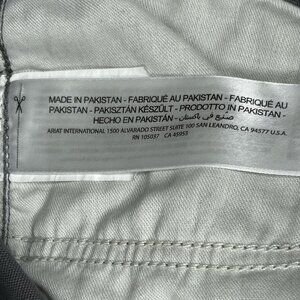 MADE IN PAKISTAN - FABRIQUÉ AU PAKISTAN - FABRIQUÉ AU
PAKISTAN - PAKISZTÁN KÉSZÜLT - PRODOTTO IN PAKISTAN -
HECHO EN PAKISTÁN - صنع في باكستان
ARIAT INTERNATIONAL 1500 ALVARADO STREET SUITE 100 SAN LEANDRO, CA 94577 U.S.A.
RN 105037 CA 45953